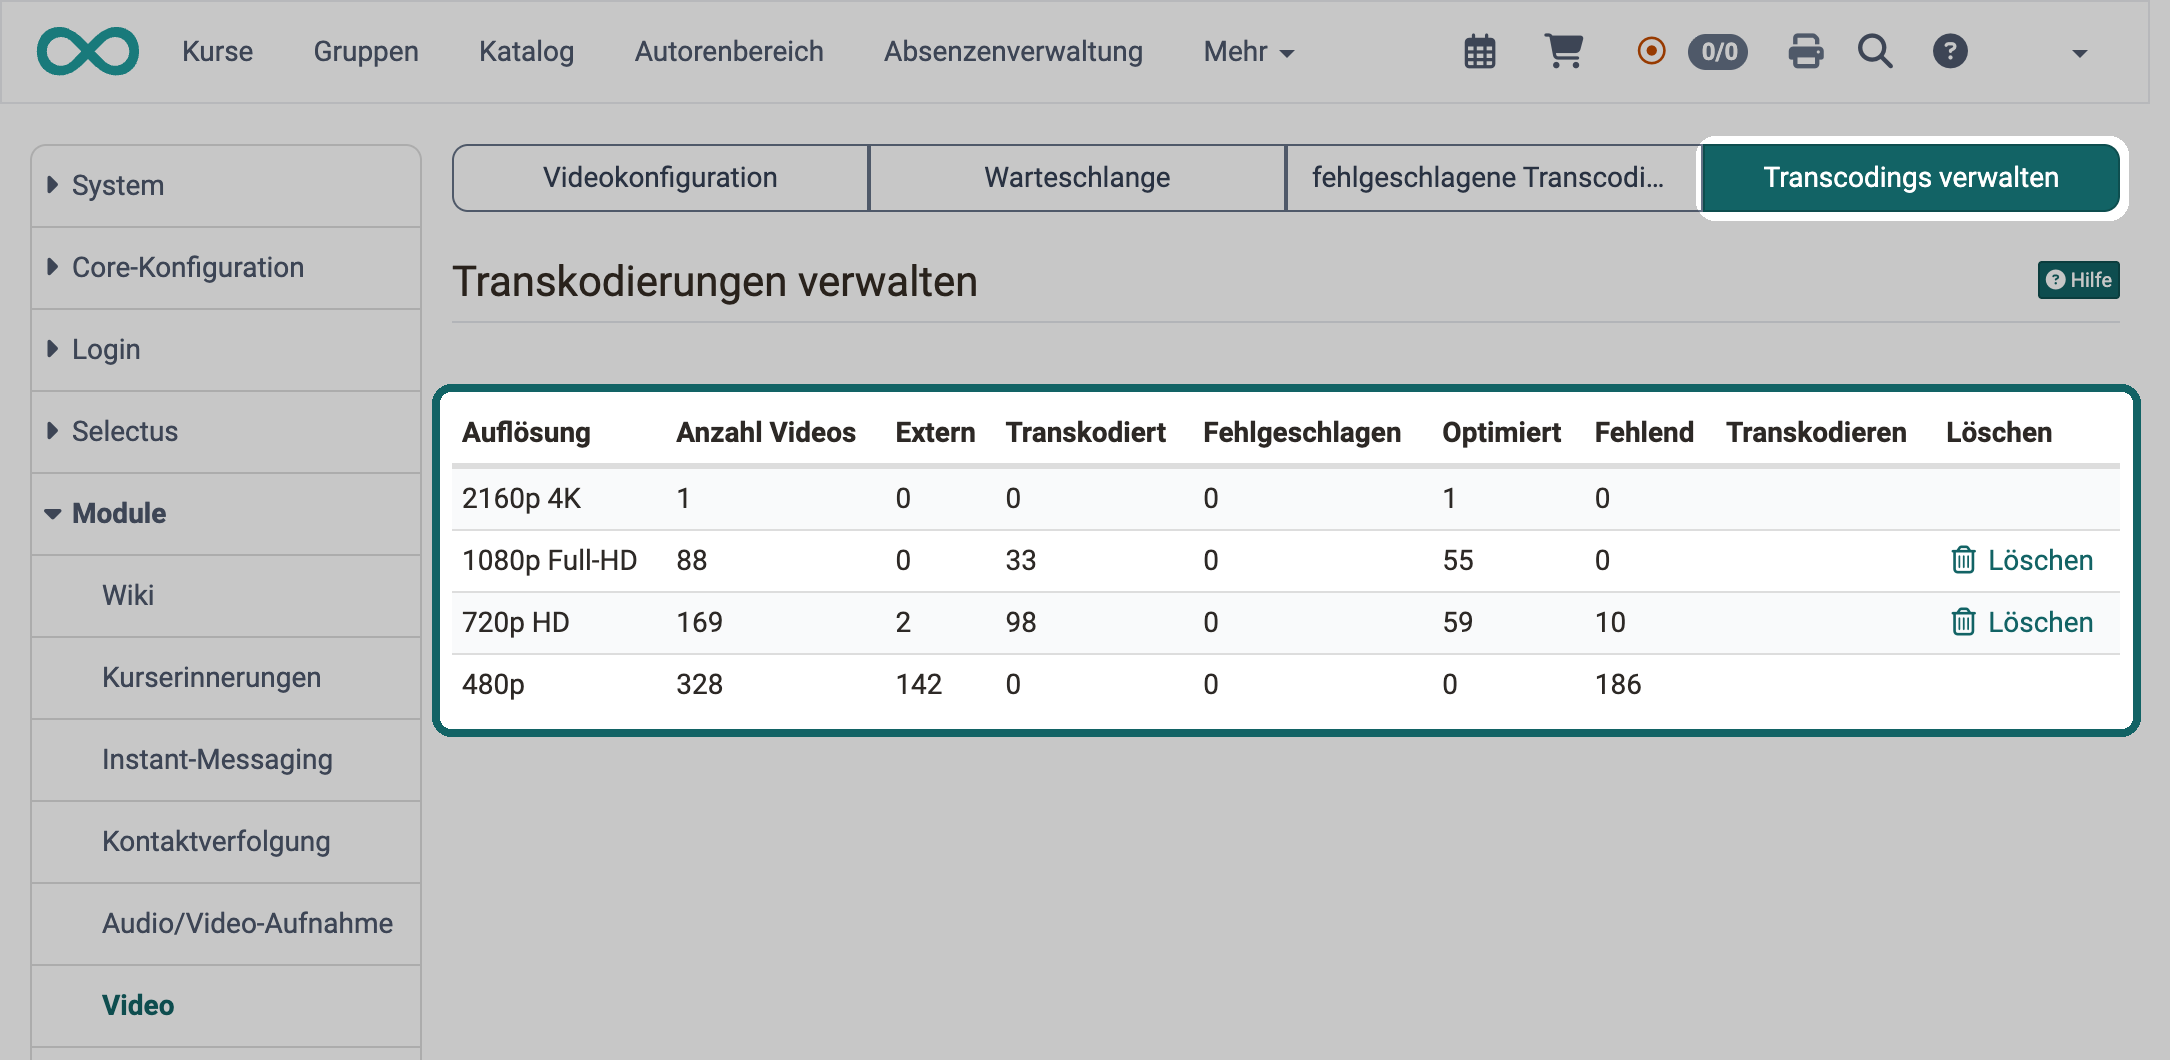 Kurse Gruppen Katalog Autorenbereich Absenzenverwaltung Mehr 0/0 ?
System
Core-Konfiguration
Login
Selectus
Module
Wiki
Kurserinnerungen
Instant-Messaging
Kontaktverfolgung
Audio/Video-Aufnahme
Video
Videokonfiguration Warteschlange fehlgeschlagene Transcodi... Transcodings verwalten
Transkodierungen verwalten ? Hilfe
Auflösung Anzahl Videos Extern Transkodiert Fehlgeschlagen Optimiert Fehlend Transkodieren Löschen
2160p 4K 1 0 0 0 1 0
1080p Full-HD 88 0 33 0 55 0 Löschen
720p HD 169 2 98 0 59 10 Löschen
480p 328 142 0 0 0 186